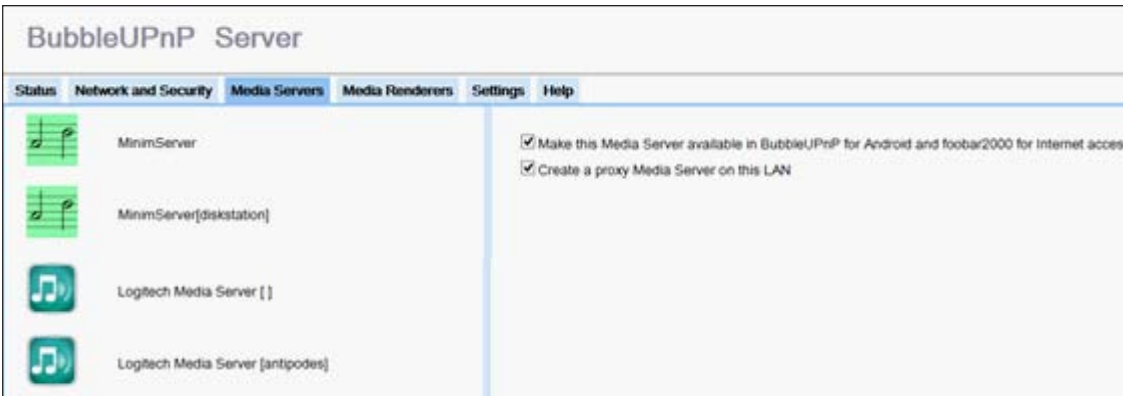 BubbleUPnP Server
Status Network and Security Media Servers Media Renderers Settings Help
MinimServer
MinimServer[diskstation]
Logitech Media Server [ ]
Logitech Media Server [antipodes]
Make this Media Server available in BubbleUPnP for Android and foobar2000 for Internet acces
Create a proxy Media Server on this LAN